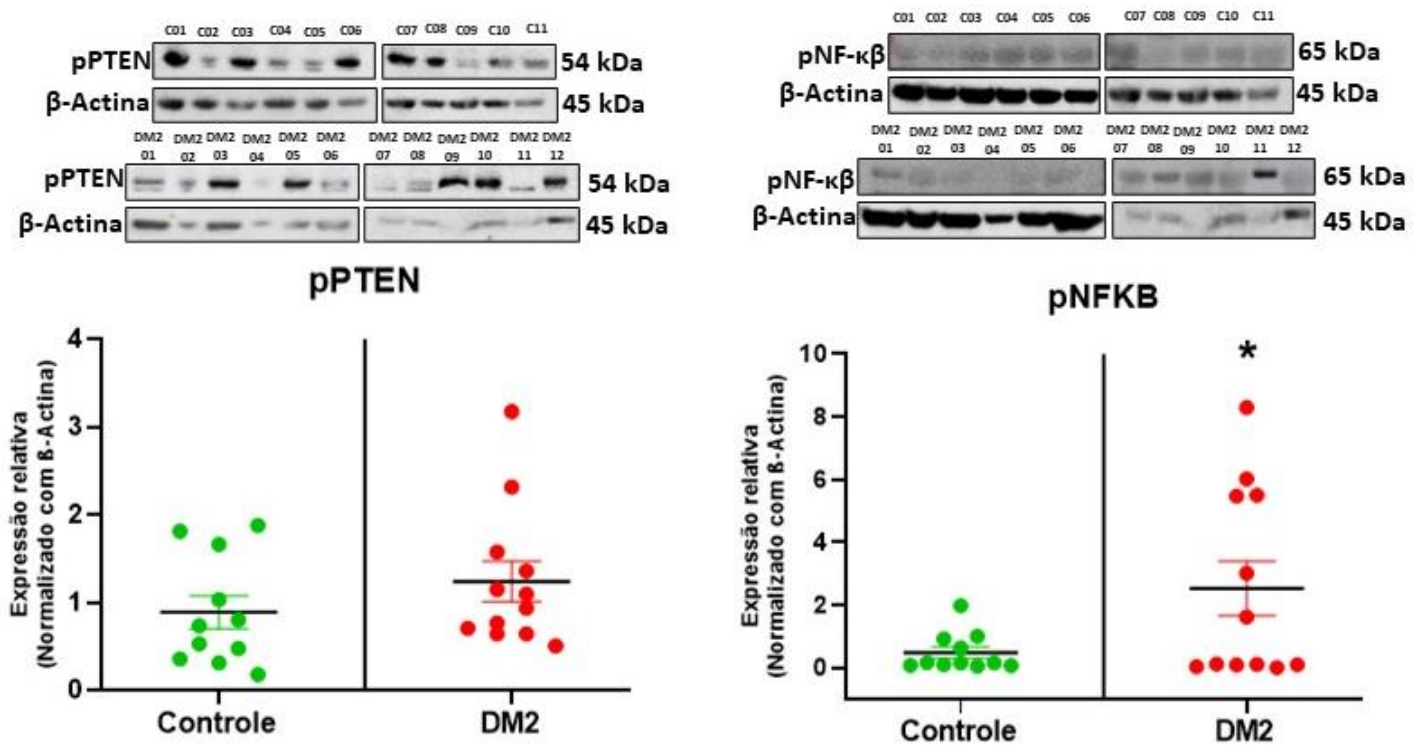 C01 C02 C03 C04 C05 C06 C07 C08 C09 C10 C11
pPTEN 54 kDa
β-Actina 45 kDa
DM2 01 DM2 02 DM2 03 DM2 04 DM2 05 DM2 06 DM2 07 DM2 08 DM2 09 DM2 10 DM2 11 DM2 12
pPTEN 54 kDa
β-Actina 45 kDa
C01 C02 C03 C04 C05 C06 C07 C08 C09 C10 C11
pNF-κβ 65 kDa
β-Actina 45 kDa
DM2 01 DM2 02 DM2 03 DM2 04 DM2 05 DM2 06 DM2 07 DM2 08 DM2 09 DM2 10 DM2 11 DM2 12
pNF-κβ 65 kDa
β-Actina 45 kDa
pPTEN
Expressão relativa
(Normalizado com ß-Actina)
4
3
2
1
0
Controle DM2
pNFKB
Expressão relativa
(Normalizado com ß-Actina)
*
10
8
6
4
2
0
Controle DM2